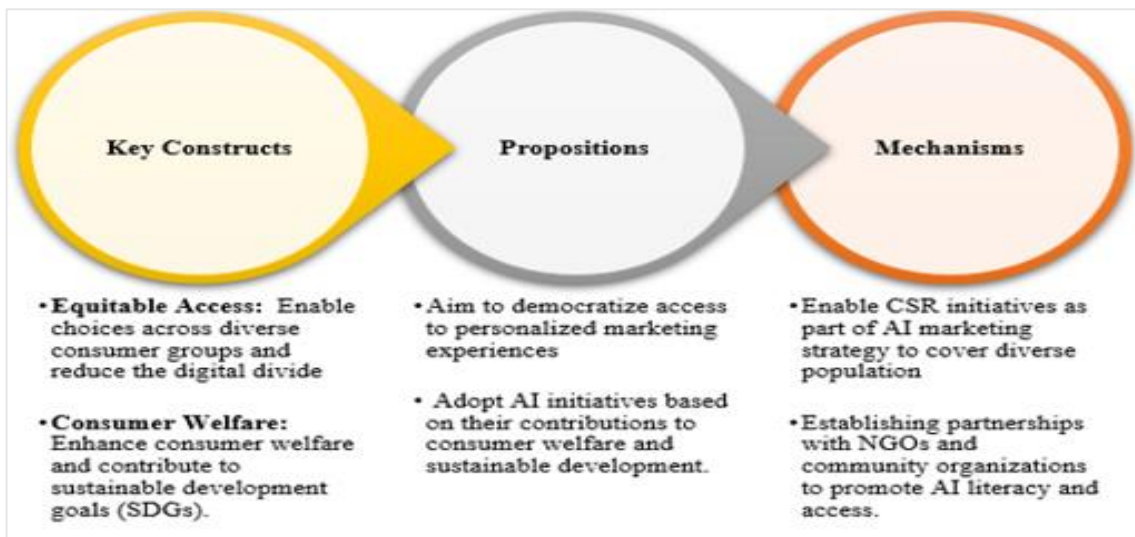 Key Constructs
Propositions
Mechanisms
•Equitable Access: Enable
choices across diverse
consumer groups and
reduce the digital divide
•Consumer Welfare:
Enhance consumer welfare
and contribute to
sustainable development
goals (SDGs).
•Aim to democratize access
to personalized marketing
experiences
• Adopt AI initiatives based
on their contributions to
consumer welfare and
sustainable development.
•Enable CSR initiatives as
part of AI marketing
strategy to cover diverse
population
•Establishing partnerships
with NGOs and
community organizations
to promote AI literacy and
access.